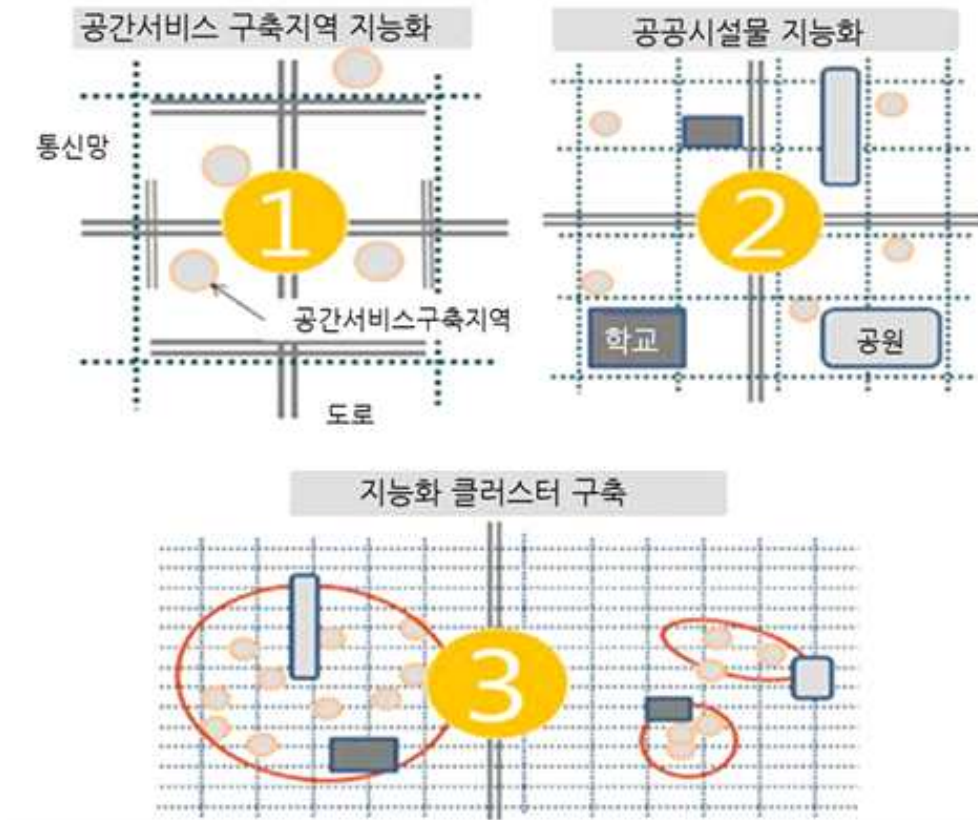 공간서비스 구축지역 지능화
공공시설물 지능화
통신망
1
2
공간서비스구축지역
학교
공원
도로
지능화 클러스터 구축
3